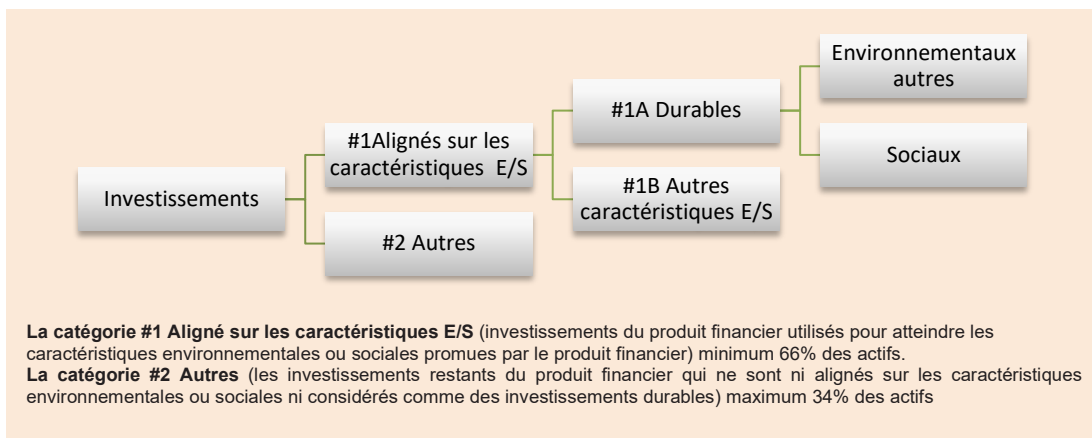 Investissements
#1Alignés sur les
caractéristiques E/S
#2 Autres
#1A Durables
#1B Autres
caractéristiques E/S
Environnementaux
autres
Sociaux
La catégorie #1 Aligné sur les caractéristiques E/S (investissements du produit financier utilisés pour atteindre les
caractéristiques environnementales ou sociales promues par le produit financier) minimum 66% des actifs.
La catégorie #2 Autres (les investissements restants du produit financier qui ne sont ni alignés sur les caractéristiques
environnementales ou sociales ni considérés comme des investissements durables) maximum 34% des actifs